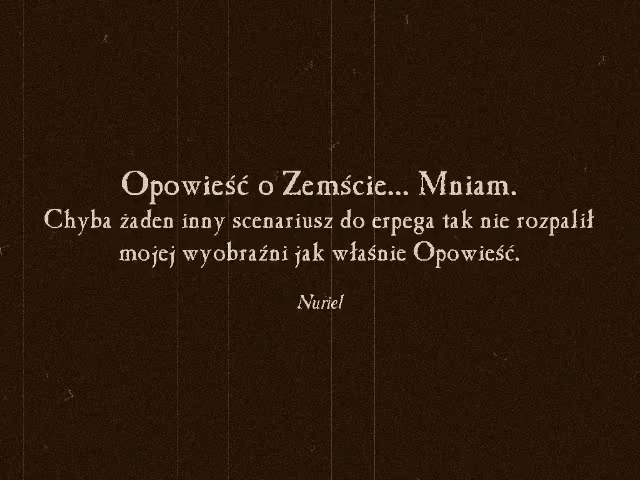 Opowieść o Zemście... Mniam.
Chyba żaden inny scenariusz do erpega tak nie rozpalił
mojej wyobraźni jak właśnie Opowieść.
Nuriel